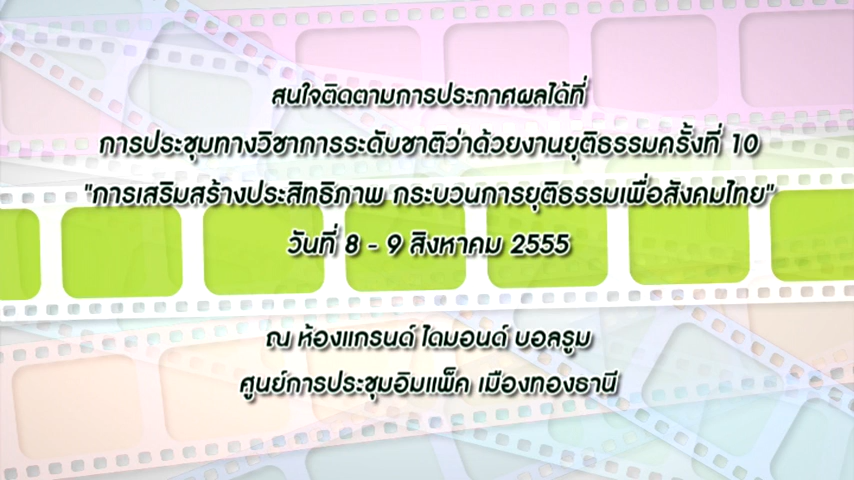 สนใจติดตามการประกาศผลได้ที่
การประชุมทางวิชาการระดับชาติว่าด้วยงานยุติธรรมครั้งที่ 10
"การเสริมสร้างประสิทธิภาพ กระบวนการยุติธรรมเพื่อสังคมไทย"
วันที่ 8 - 9 สิงหาคม 2555
ณ ห้องแกรนด์ ไดมอนด์ บอลรูม
ศูนย์การประชุมอิมแพ็ค เมืองทองธานี